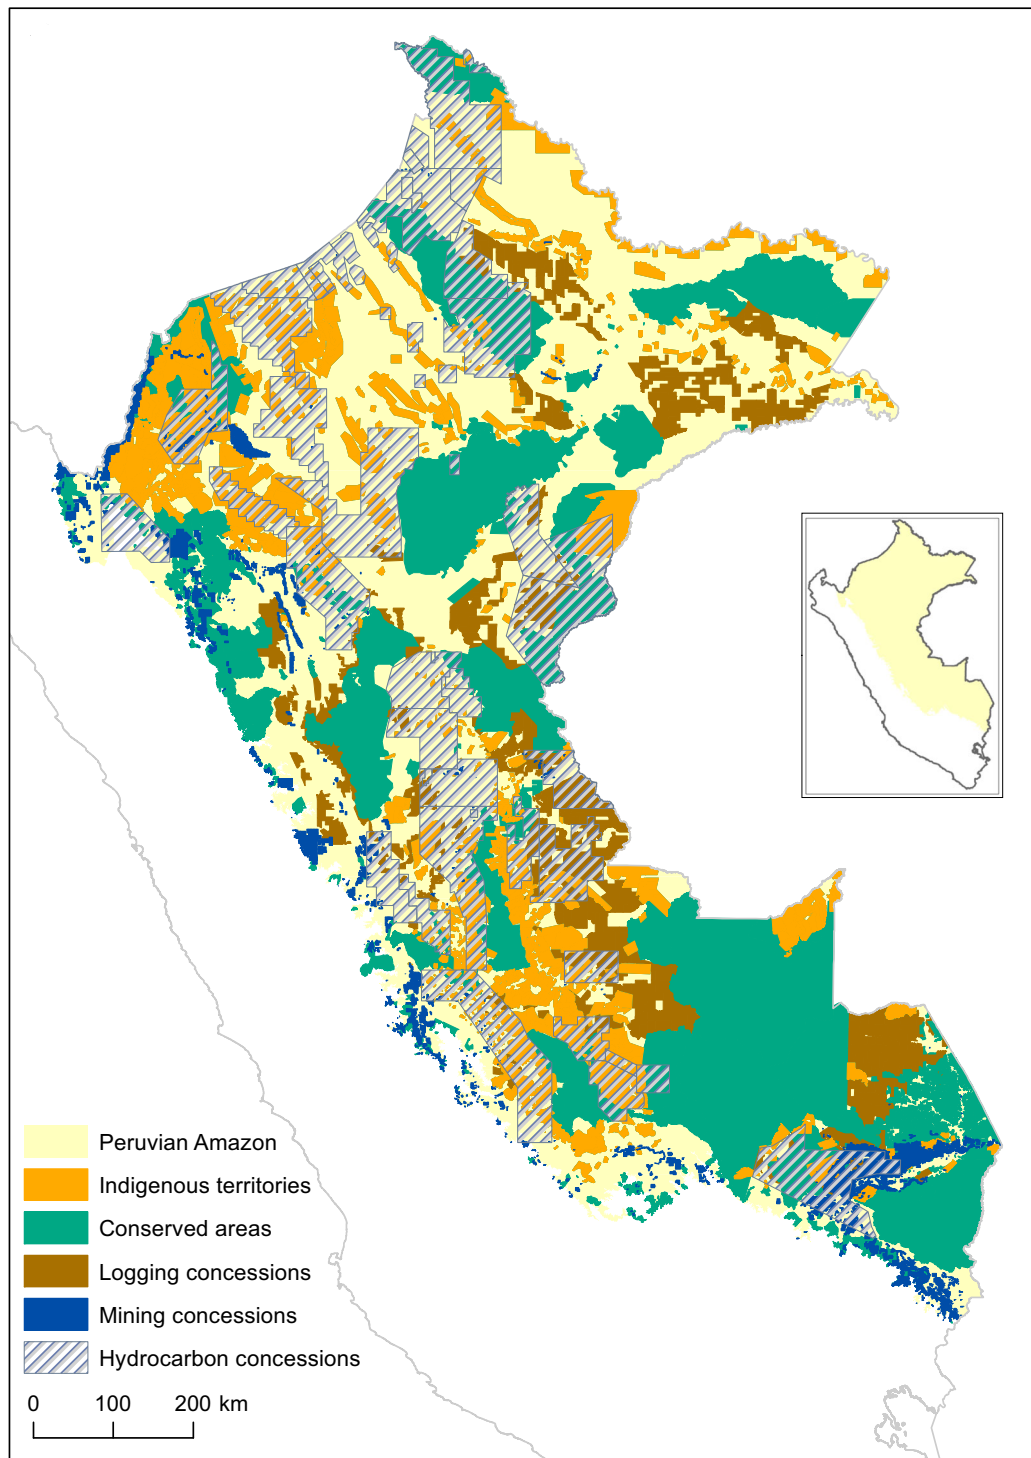 Peruvian Amazon
Indigenous territories
Conserved areas
Logging concessions
Mining concessions
Hydrocarbon concessions
0 100 200 km